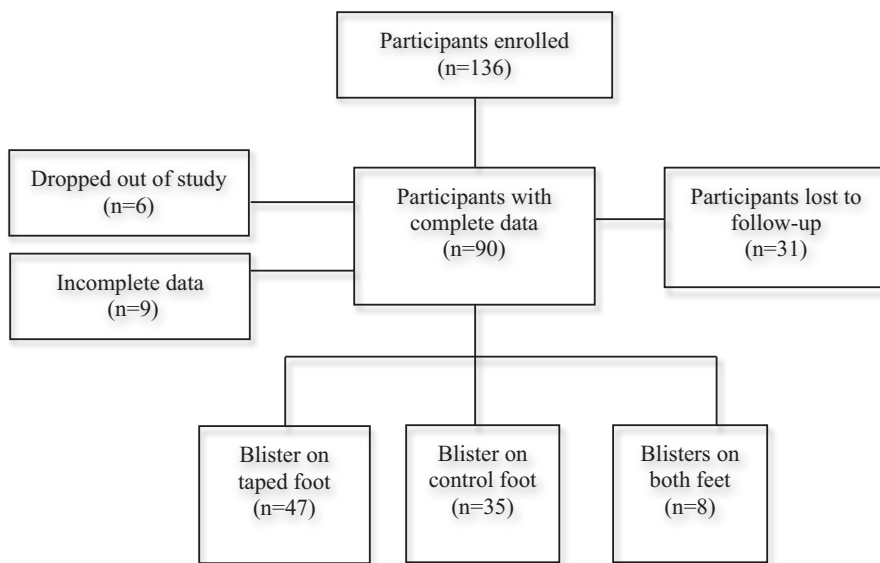 Participants enrolled
(n=136)
Dropped out of study
(n=6)
Participants with
complete data
(n=90)
Participants lost to
follow-up
(n=31)
Incomplete data
(n=9)
Blister on
taped foot
(n=47)
Blister on
control foot
(n=35)
Blisters on
both feet
(n=8)